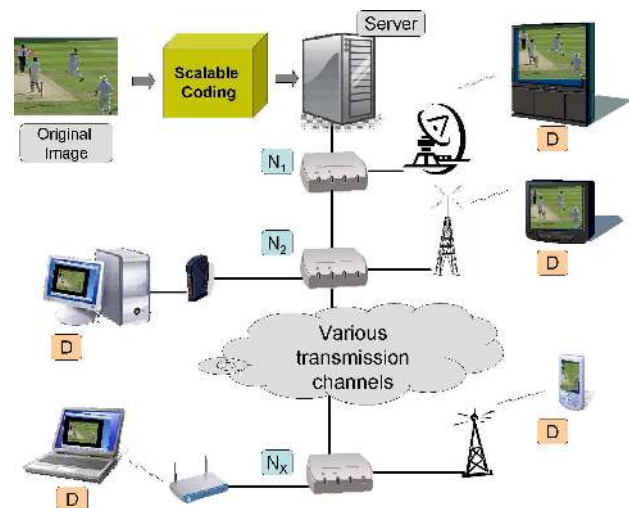 Server
Scalable
Coding
Original
Image
D
N1
N2
D
D
Various
transmission
channels
D
NX
D